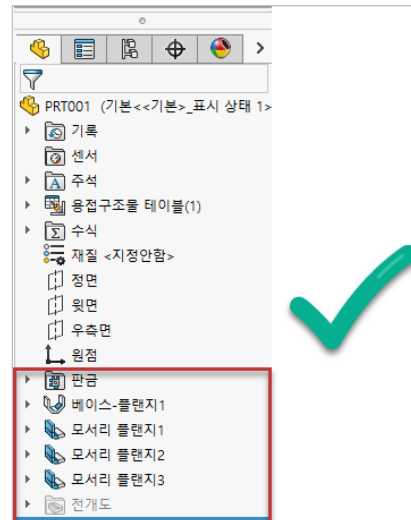 PRT001 (기본<<기본>_표시 상태 1>
기록
센서
주석
용접구조물 테이블(1)
수식
재질 <지정안함>
정면
윗면
우측면
원점
판금
베이스-플랜지1
모서리 플랜지1
모서리 플랜지2
모서리 플랜지3
전개도